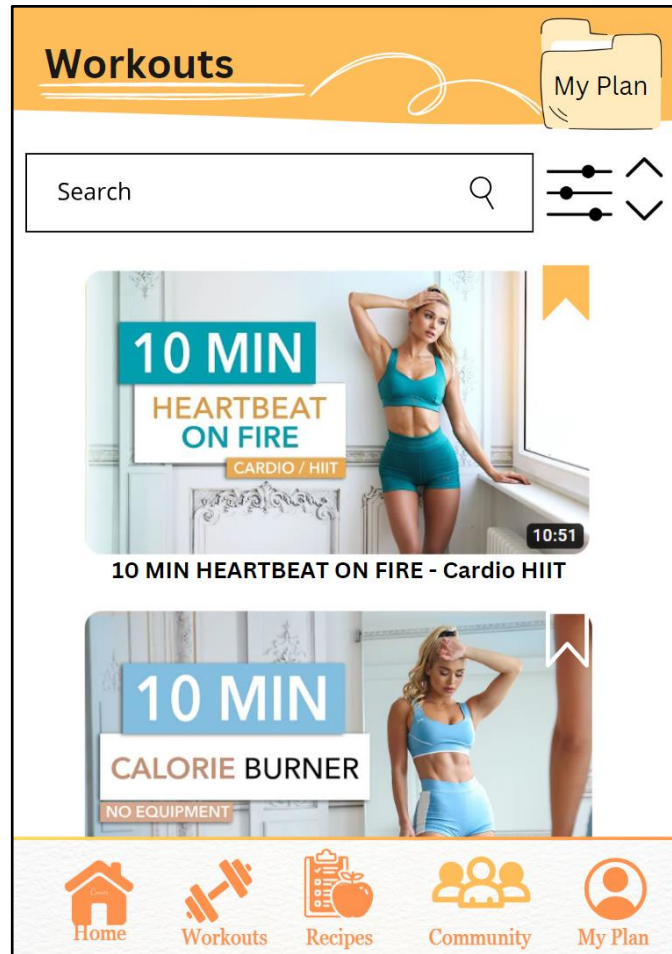 Workouts
My Plan
Search
10 MIN
HEARTBEAT
ON FIRE
CARDIO / HIIT
10:51
10 MIN HEARTBEAT ON FIRE - Cardio HIIT
10 MIN
CALORIE BURNER
NO EQUIPMENT
Home
Workouts
Recipes
Community
My Plan